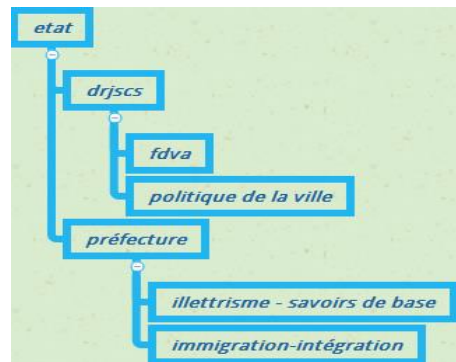 etat
drjscs
fdva
politique de la ville
préfecture
illettrisme - savoirs de base
immigration-intégration